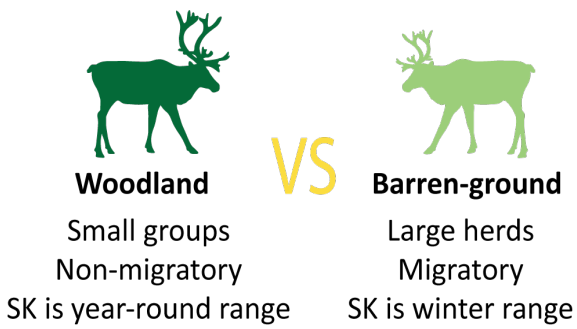 Woodland
Small groups
Non-migratory
SK is year-round range
VS
Barren-ground
Large herds
Migratory
SK is winter range